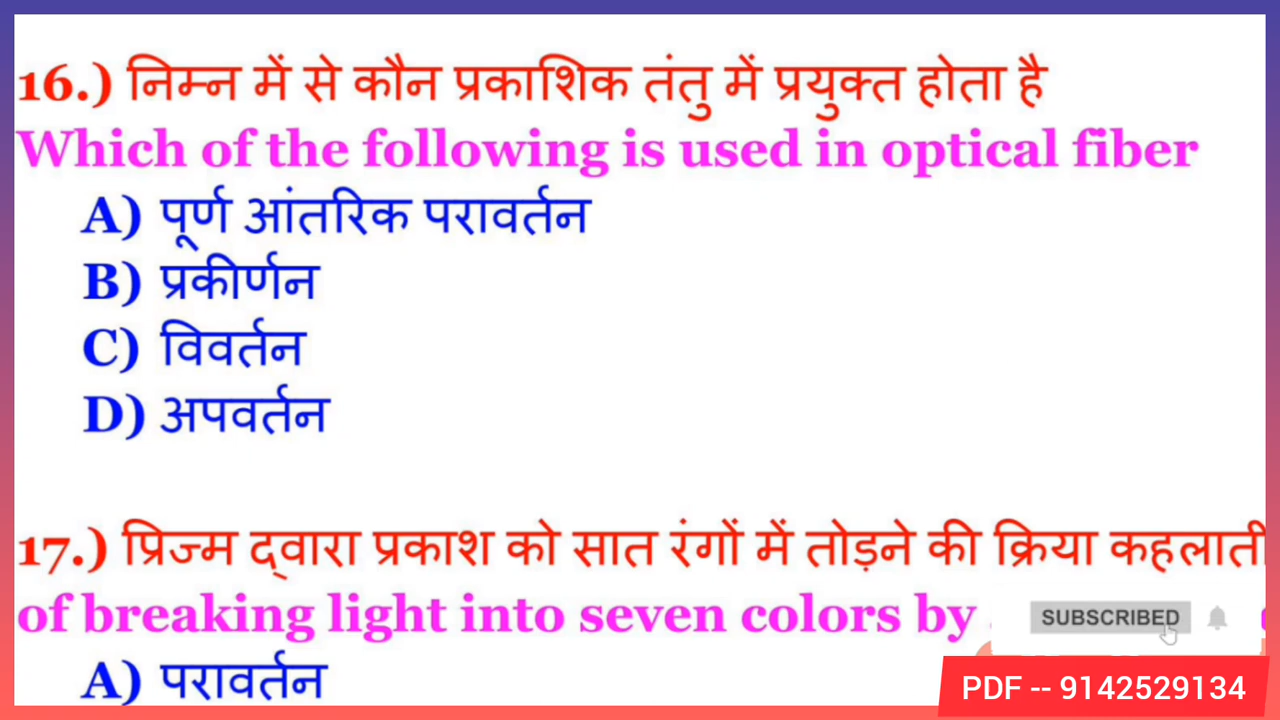 16.) निम्न में से कौन प्रकाशिक तंतु में प्रयुक्त होता है
Which of the following is used in optical fiber
A) पूर्ण आंतरिक परावर्तन
B) प्रकीर्णन
C) विवर्तन
D) अपवर्तन
17.) प्रिज्म द्वारा प्रकाश को सात रंगों में तोड़ने की क्रिया कहलाती
of breaking light into seven colors by
SUBSCRIBED
A) परावर्तन
PDF -- 9142529134